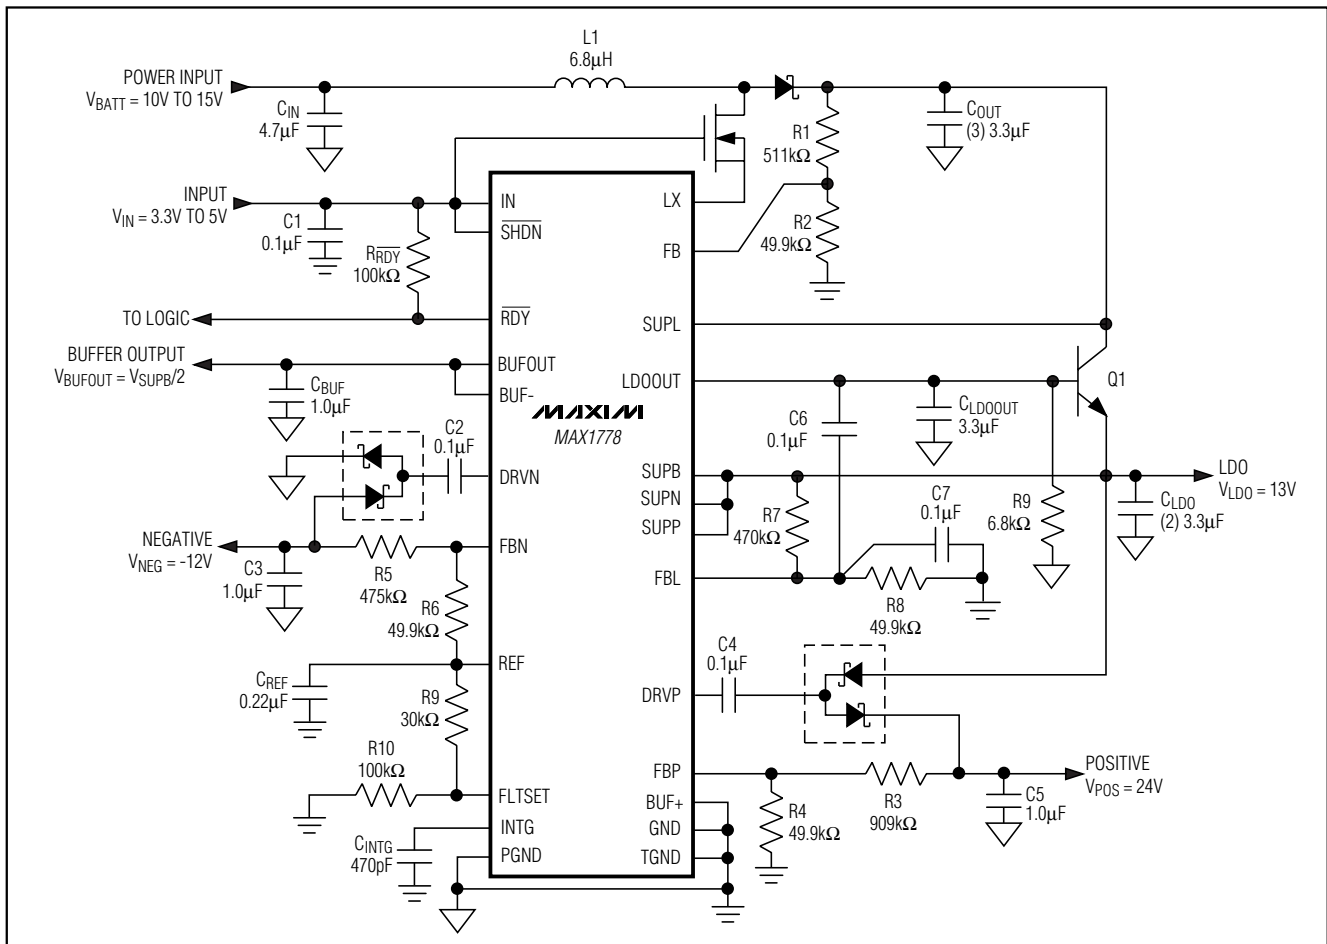 L1
6.8µH
POWER INPUT
VBATT = 10V TO 15V
CIN
4.7µF
R1
511kΩ
COUT
(3) 3.3µF
INPUT
VIN = 3.3V TO 5V
C1
0.1µF
RRDY
100kΩ
IN
SHDN
LX
FB
R2
49.9kΩ
TO LOGIC
RDY
SUPL
BUFFER OUTPUT
VBUFOUT = VSUPB/2
CBUF
1.0µF
BUFOUT
BUF-
LDOOUT
Q1
MAXIM
MAX1778
C6
0.1µF
CLDOOUT
3.3µF
C2
0.1µF
DRVN
SUPB
SUPN
SUPP
R7
470kΩ
C7
0.1µF
R9
6.8kΩ
LDO
VLDO = 13V
CLDO
(2) 3.3µF
NEGATIVE
VNEG = -12V
C3
1.0µF
R5
475kΩ
FBN
R6
49.9kΩ
FBL
R8
49.9kΩ
CREF
0.22µF
REF
R9
30kΩ
C4
0.1µF
DRVP
R10
100kΩ
FLTSET
FBP
R4
49.9kΩ
R3
909kΩ
POSITIVE
VPOS = 24V
C5
1.0µF
INTG
CINTG
470pF
PGND
BUF+
GND
TGND